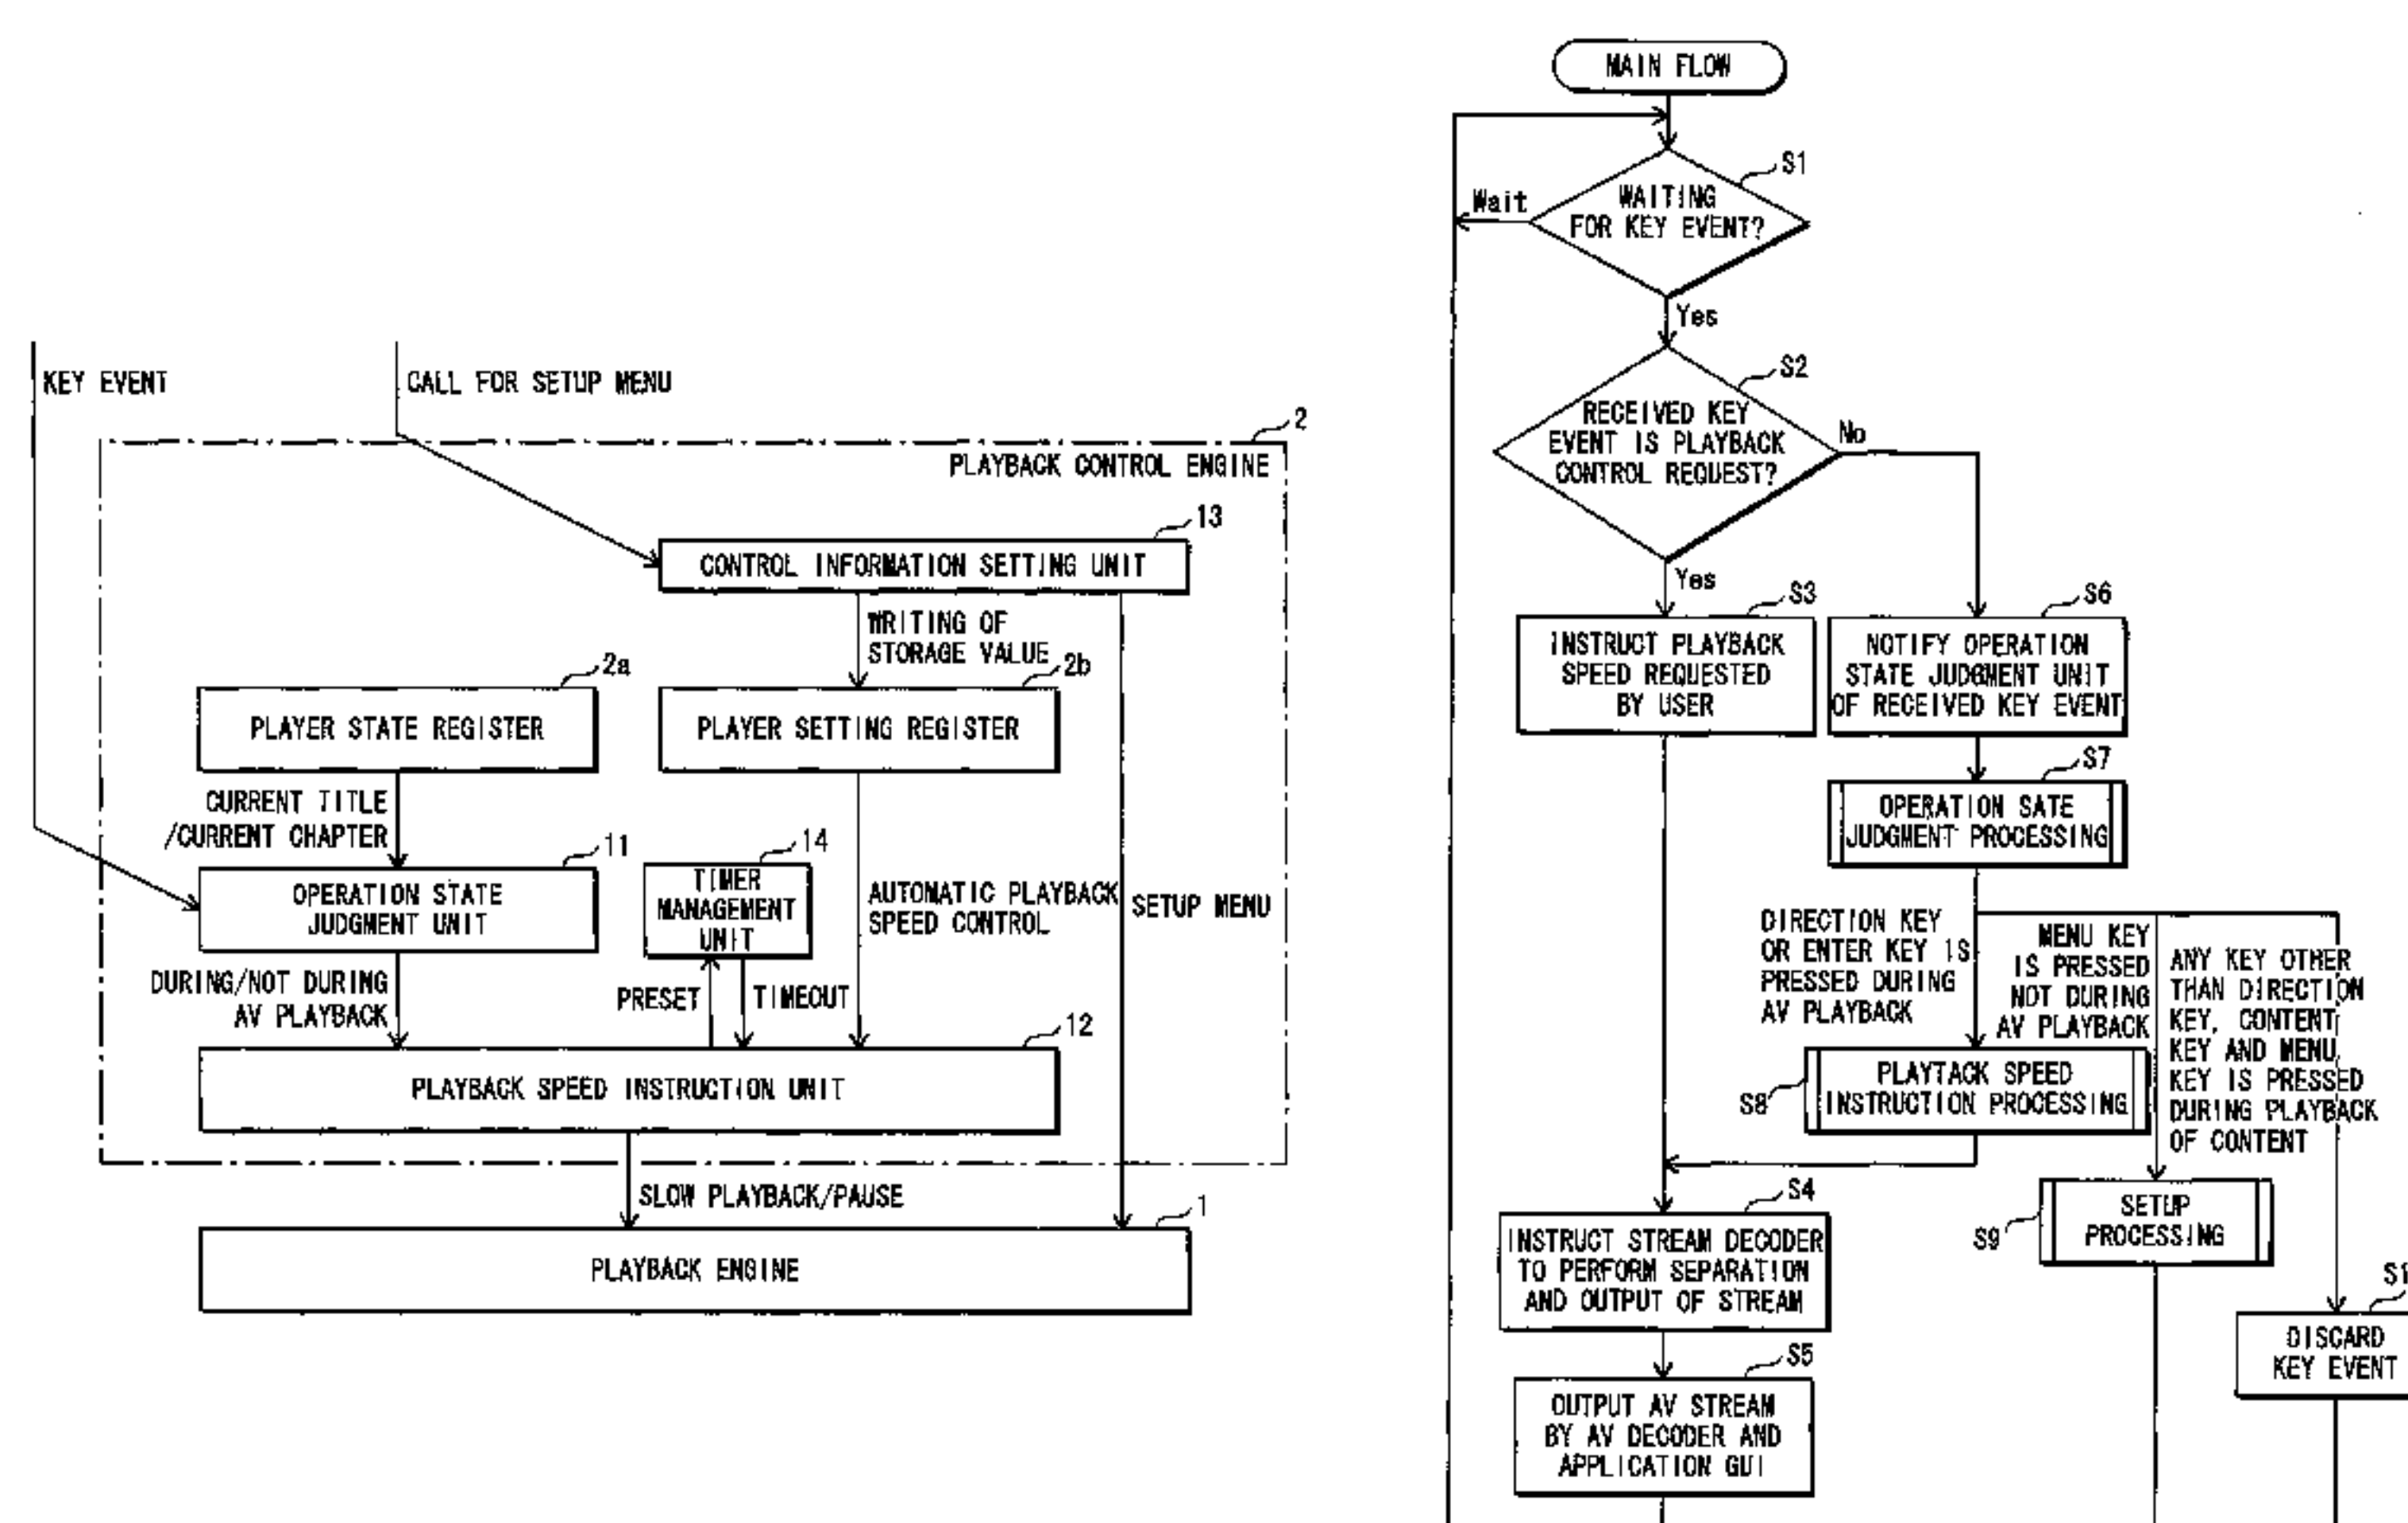 KEY EVENT
CALL FOR SETUP MENU
2
PLAYBACK CONTROL ENGINE
13
CONTROL INFORMATION SETTING UNIT
WRITING OF
STORAGE VALUE
2a
2b
PLAYER STATE REGISTER
PLAYER SETTING REGISTER
CURRENT TITLE
/CURRENT CHAPTER
11
14
OPERATION STATE
JUDGMENT UNIT
TIMER
MANAGEMENT
UNIT
AUTOMATIC PLAYBACK
SPEED CONTROL
SETUP MENU
DURING/NOT DURING
AV PLAYBACK
PRESET
TIMEOUT
12
PLAYBACK SPEED INSTRUCTION UNIT
SLOW PLAYBACK/PAUSE
1
PLAYBACK ENGINE
MAIN FLOW
S1
WAITING
FOR KEY EVENT?
Wait
Yes
S2
RECEIVED KEY
EVENT IS PLAYBACK
CONTROL REQUEST?
No
Yes
S3
INSTRUCT PLAYBACK
SPEED REQUESTED
BY USER
S6
NOTIFY OPERATION
STATE JUDGMENT UNIT
OF RECEIVED KEY EVENT
S7
OPERATION SATE
JUDGMENT PROCESSING
DIRECTION KEY
OR ENTER KEY IS
PRESSED DURING
AV PLAYBACK
MENU KEY
IS PRESSED
NOT DURING
AV PLAYBACK
ANY KEY OTHER
THAN DIRECTION
KEY, CONTENT
KEY AND MENU
KEY IS PRESSED
DURING PLAYBACK
OF CONTENT
S8
PLAYTACK SPEED
INSTRUCTION PROCESSING
S4
INSTRUCT STREAM DECODER
TO PERFORM SEPARATION
AND OUTPUT OF STREAM
S9
SETUP
PROCESSING
S5
OUTPUT AV STREAM
BY AV DECODER AND
APPLICATION GUI
DISCARD
KEY EVENT